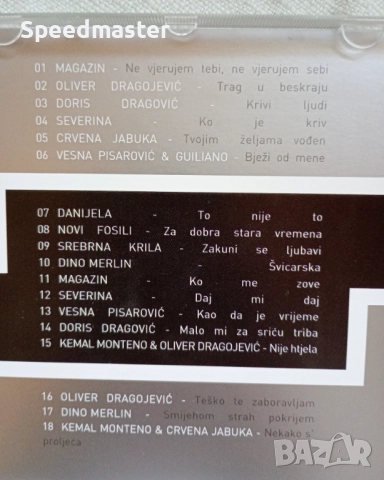 Speedmaster
01 MAGAZIN - Ne vjerujem tebi, ne vjerujem sebi
02 OLIVER DRAGOJEVIĆ - Trag u beskraju
03 DORIS DRAGOVIĆ - Krivi ljudi
04 SEVERINA - Ko je kriv
05 CRVENA JABUKA - Tvojim željama vođen
06 VESNA PISAROVIĆ & GUILIANO - Bježi od mene
07 DANIJELA - To nije to
08 NOVI FOSILI - Za dobra stara vremena
09 SREBRNA KRILA - Zakuni se ljubavi
10 DINO MERLIN - Švicarska
11 MAGAZIN - Ko me zove
12 SEVERINA - Daj mi daj
13 VESNA PISAROVIĆ - Kao da je vrijeme
14 DORIS DRAGOVIĆ - Malo mi za sriću triba
15 KEMAL MONTENO & OLIVER DRAGOJEVIĆ - Nije htjela
16 OLIVER DRAGOJEVIĆ - Teško te zaboravljam
17 DINO MERLIN - Smijehom strah pokrijem
18 KEMAL MONTENO & CRVENA JABUKA - Nekako s'
proljeća
BAZAR
bg